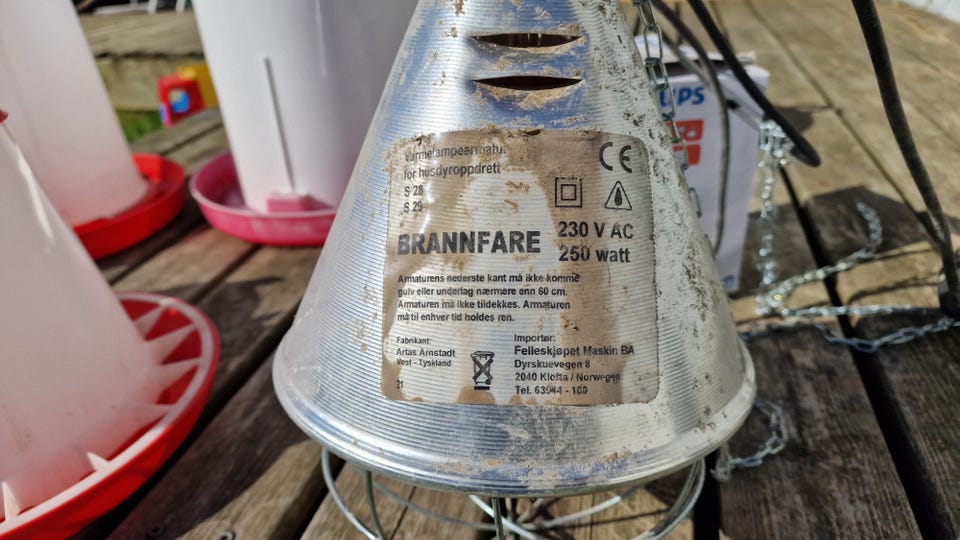 Varmelampearmatur
for husdyroppdrett
S 28
S 29
CE
BRANNFARE
230 V AC
250 watt
Armaturens nederste kant må ikke komme
gulv eller underlag nærmere enn 60 cm.
Armaturen må ikke tildekkes. Armaturen
må til enhver tid holdes ren.
Fabrikant:
Artas Arnstadt
Vest - Tyskland
21
Importør:
Felleskjøpet Maskin BA
Dyrskuevegen 8
2040 Kløfta / Norwegen
Tel. 63944 - 100